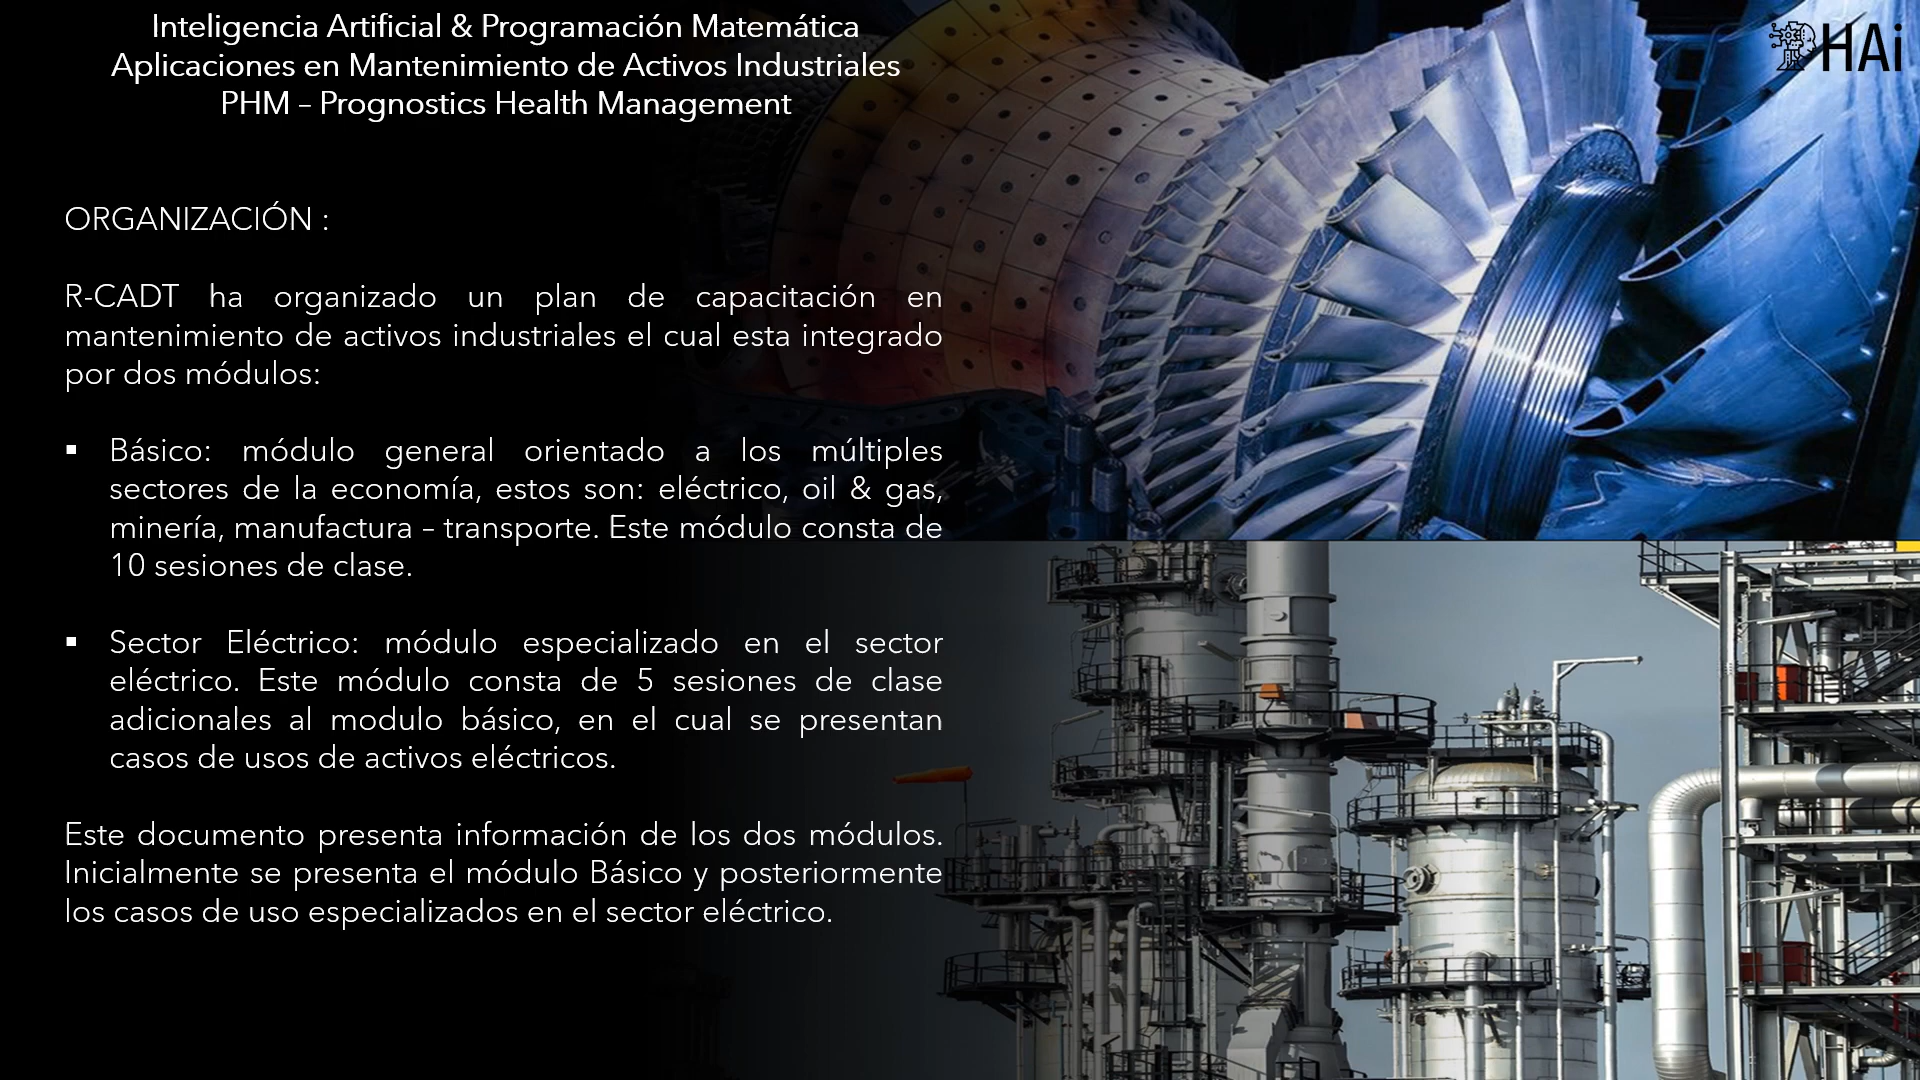 Inteligencia Artificial & Programación Matemática
Aplicaciones en Mantenimiento de Activos Industriales
PHM – Prognostics Health Management
HAi
ORGANIZACIÓN :
R-CADT ha organizado un plan de capacitación en
mantenimiento de activos industriales el cual esta integrado
por dos módulos:
▪ Básico: módulo general orientado a los múltiples
sectores de la economía, estos son: eléctrico, oil & gas,
minería, manufactura – transporte. Este módulo consta de
10 sesiones de clase.
▪ Sector Eléctrico: módulo especializado en el sector
eléctrico. Este módulo consta de 5 sesiones de clase
adicionales al modulo básico, en el cual se presentan
casos de usos de activos eléctricos.
Este documento presenta información de los dos módulos.
Inicialmente se presenta el módulo Básico y posteriormente
los casos de uso especializados en el sector eléctrico.